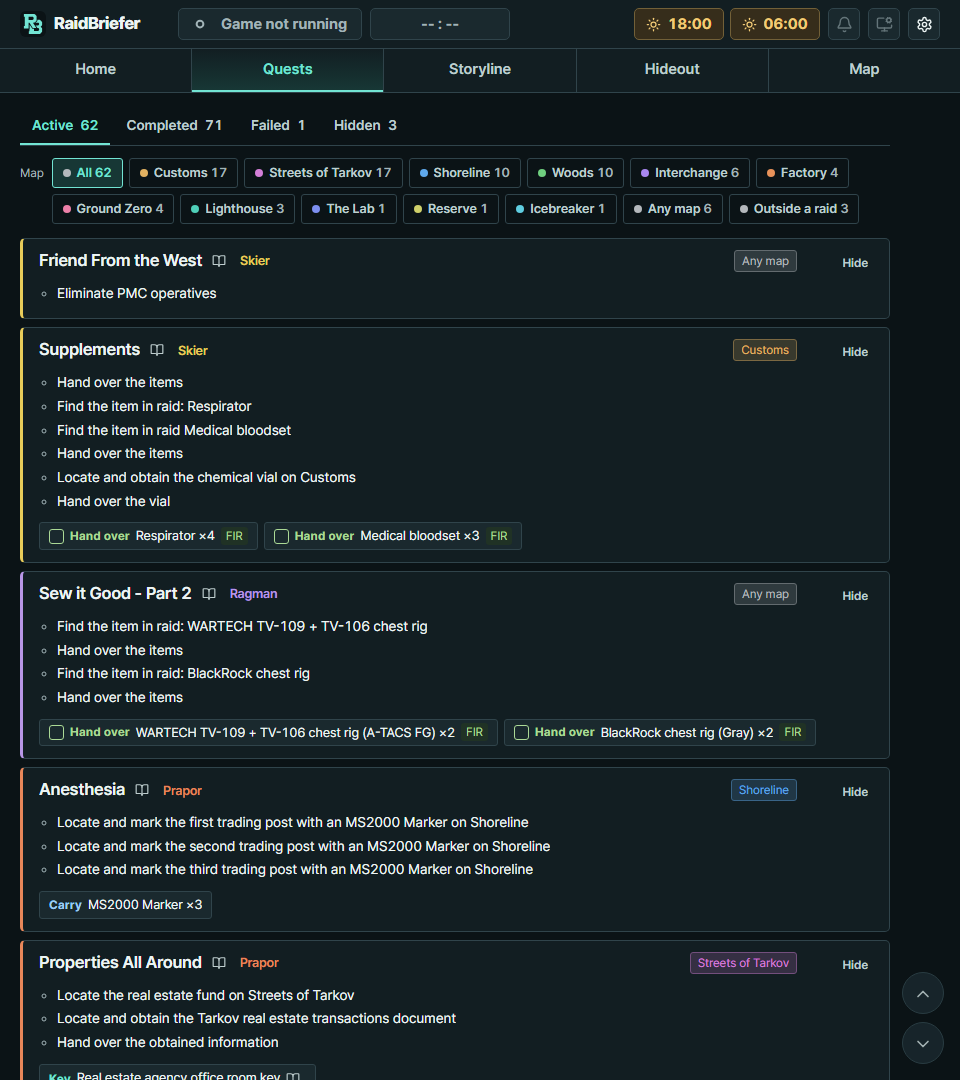 RaidBriefer
Game not running
--:--
18:00
06:00
Home
Quests
Storyline
Hideout
Map
Active 62
Completed 71
Failed 1
Hidden 3
Map
All 62
Customs 17
Streets of Tarkov 17
Shoreline 10
Woods 10
Interchange 6
Factory 4
Ground Zero 4
Lighthouse 3
The Lab 1
Reserve 1
Icebreaker 1
Any map 6
Outside a raid 3
Friend From the West Skier Any map Hide
Eliminate PMC operatives
Supplements Skier Customs Hide
Hand over the items
Find the item in raid: Respirator
Find the item in raid Medical bloodset
Hand over the items
Locate and obtain the chemical vial on Customs
Hand over the vial
Hand over Respirator ×4 FIR
Hand over Medical bloodset ×3 FIR
Sew it Good - Part 2 Ragman Any map Hide
Find the item in raid: WARTECH TV-109 + TV-106 chest rig
Hand over the items
Find the item in raid: BlackRock chest rig
Hand over the items
Hand over WARTECH TV-109 + TV-106 chest rig (A-TACS FG) ×2 FIR
Hand over BlackRock chest rig (Gray) ×2 FIR
Anesthesia Prapor Shoreline Hide
Locate and mark the first trading post with an MS2000 Marker on Shoreline
Locate and mark the second trading post with an MS2000 Marker on Shoreline
Locate and mark the third trading post with an MS2000 Marker on Shoreline
Carry MS2000 Marker ×3
Properties All Around Prapor Streets of Tarkov Hide
Locate the real estate fund on Streets of Tarkov
Locate and obtain the Tarkov real estate transactions document
Hand over the obtained information
Key Real estate agency office room key